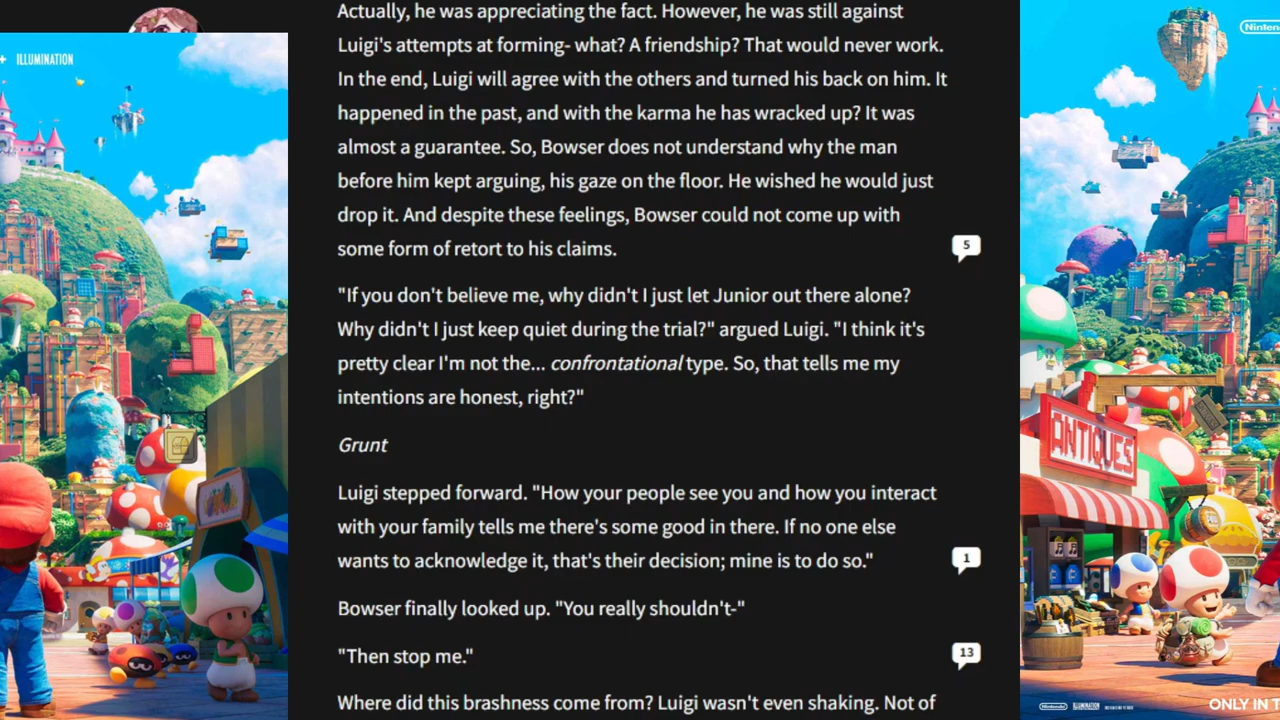 ILLUMINATION
Actually, he was appreciating the fact. However, he was still against
Luigi's attempts at forming- what? A friendship? That would never work.
In the end, Luigi will agree with the others and turned his back on him. It
happened in the past, and with the karma he has wracked up? It was
almost a guarantee. So, Bowser does not understand why the man
before him kept arguing, his gaze on the floor. He wished he would just
drop it. And despite these feelings, Bowser could not come up with
some form of retort to his claims.
5
"If you don't believe me, why didn't I just let Junior out there alone?
Why didn't I just keep quiet during the trial?" argued Luigi. "I think it's
pretty clear I'm not the... confrontational type. So, that tells me my
intentions are honest, right?"
Grunt
Luigi stepped forward. "How your people see you and how you interact
with your family tells me there's some good in there. If no one else
wants to acknowledge it, that's their decision; mine is to do so."
1
Bowser finally looked up. "You really shouldn't-"
"Then stop me."
13
Where did this brashness come from? Luigi wasn't even shaking. Not of
Ninten
ANTIQUES
Nintendo
ONLY IN T